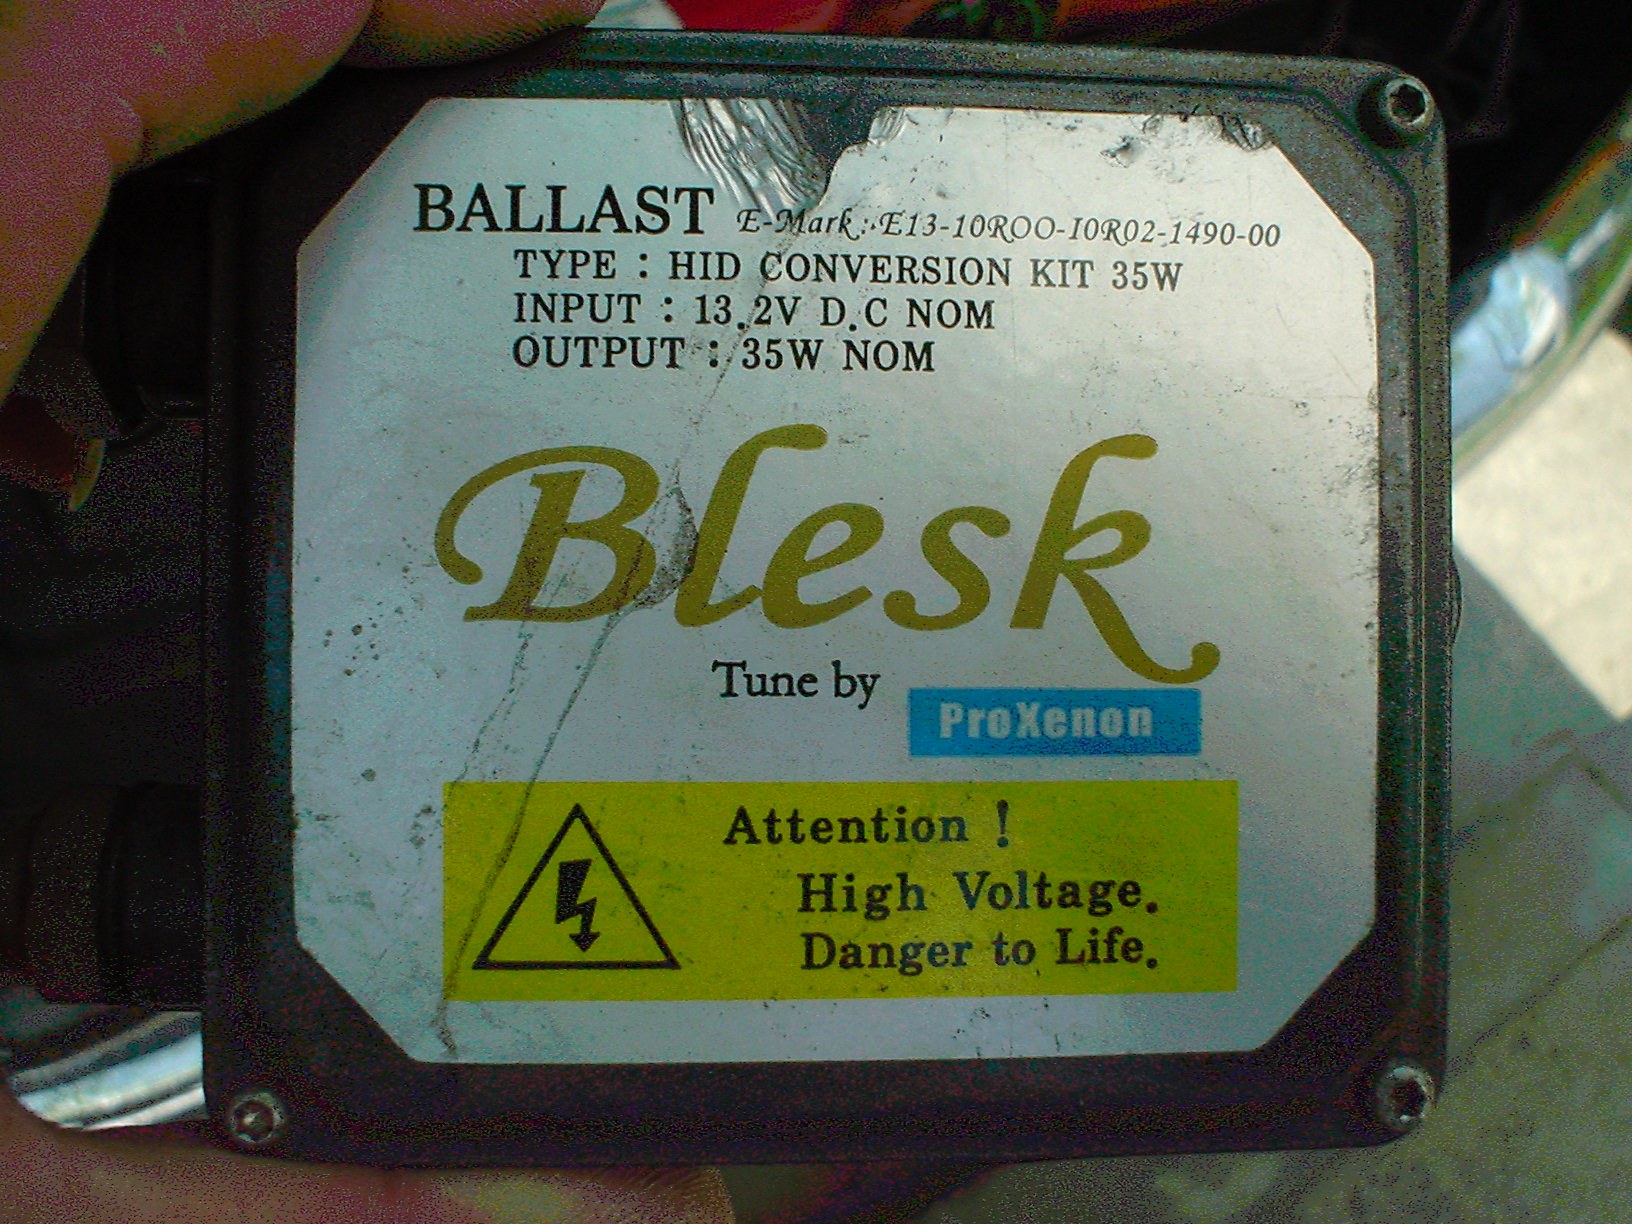 BALLAST E-Mark: E13-10ROO-I0R02-1490-00
TYPE : HID CONVERSION KIT 35W
INPUT : 13.2V D.C NOM
OUTPUT : 35W NOM
Blesk
Tune by ProXenon
Attention !
High Voltage.
Danger to Life.